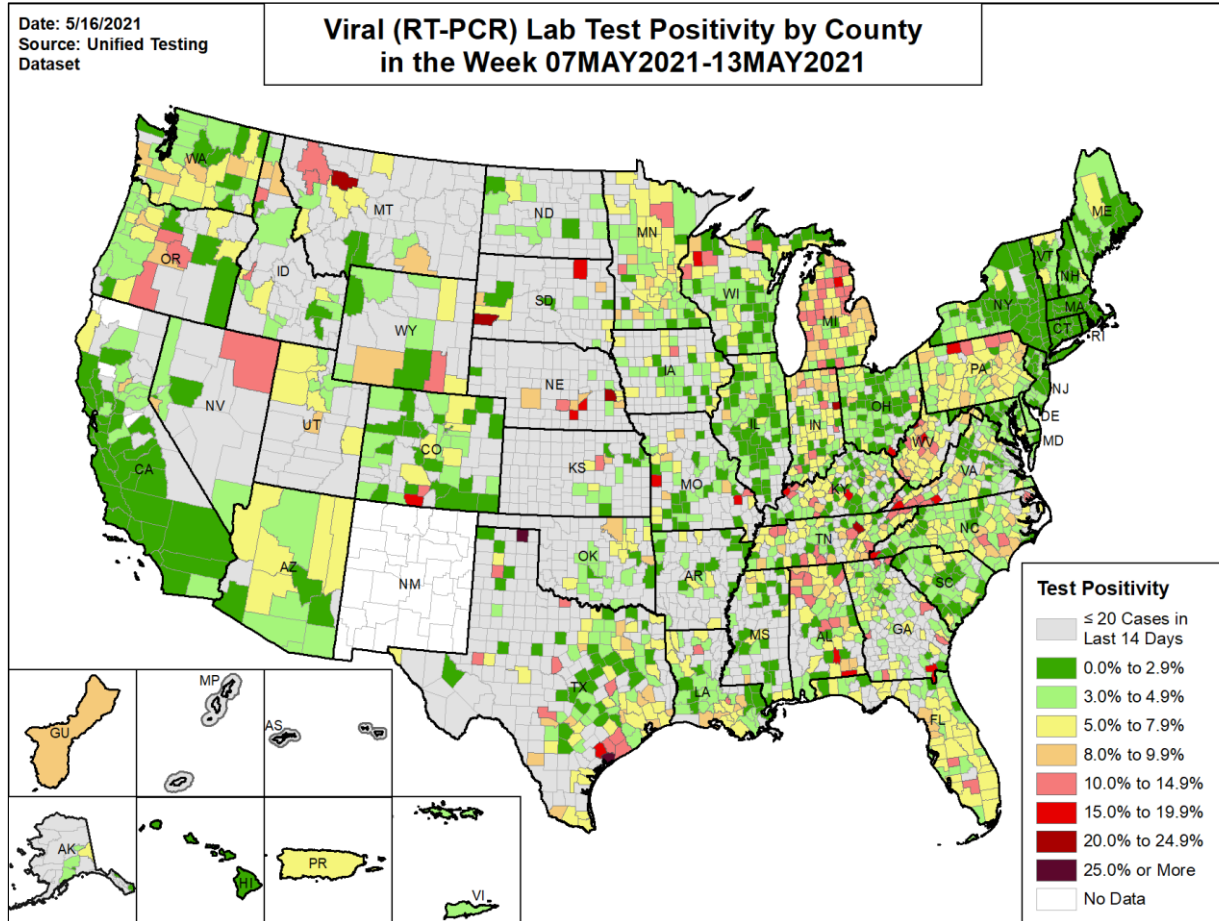 Date: 5/16/2021
Source: Unified Testing
Dataset
Viral (RT-PCR) Lab Test Positivity by County
in the Week 07MAY2021-13MAY2021
WA
MT
ND
MN
ME
OR
ID
SD
WI
VT
NH
NY
MA
CT
RI
WY
MI
IA
PA
NE
NJ
NV
UT
OH
IL
IN
DE
MD
CA
CO
WV
VA
KS
MO
KY
NC
TN
OK
AZ
NM
AR
SC
MS
AL
GA
TX
LA
FL
MP
GU
AS
AK
HI
PR
VI
Test Positivity
≤ 20 Cases in
Last 14 Days
0.0% to 2.9%
3.0% to 4.9%
5.0% to 7.9%
8.0% to 9.9%
10.0% to 14.9%
15.0% to 19.9%
20.0% to 24.9%
25.0% or More
No Data